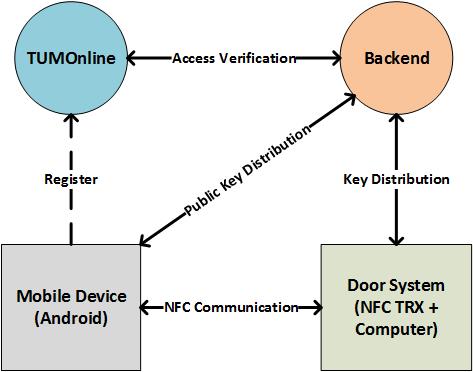 TUMOnline
Access Verification
Backend
Register
Public Key Distribution
Key Distribution
Mobile Device
(Android)
NFC Communication
Door System
(NFC TRX +
Computer)